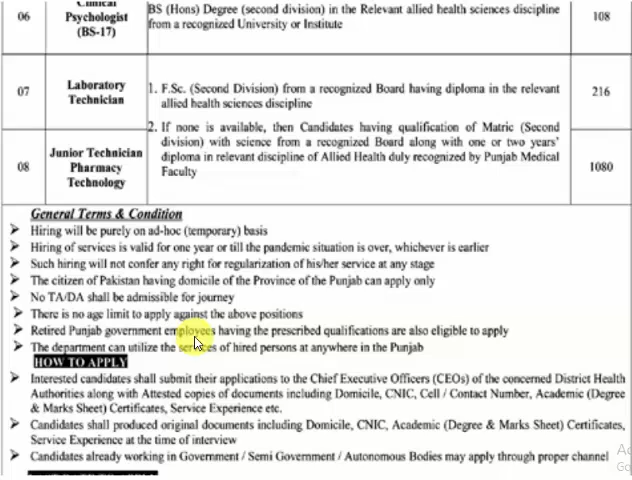 06
Clinical
Psychologist
(BS-17)
BS (Hons) Degree (second division) in the Relevant allied health sciences discipline
from a recognized University or Institute
108
07
Laboratory
Technician
1. F.Sc. (Second Division) from a recognized Board having diploma in the relevant
allied health sciences discipline
216
2. If none is available, then Candidates having qualification of Matric (Second
division) with science from a recognized Board along with one or two years'
diploma in relevant discipline of Allied Health duly recognized by Punjab Medical
Faculty
08
Junior Technician
Pharmacy
Technology
1080
General Terms & Condition
Hiring will be purely on ad-hoc (temporary) basis
Hiring of services is valid for one year or till the pandemic situation is over, whichever is earlier
Such hiring will not confer any right for regularization of his/her service at any stage
The citizen of Pakistan having domicile of the Province of the Punjab can apply only
No TA/DA shall be admissible for journey
There is no age limit to apply against the above positions
Retired Punjab government employees having the prescribed qualifications are also eligible to apply
The department can utilize the services of hired persons at anywhere in the Punjab
HOW TO APPLY
Interested candidates shall submit their applications to the Chief Executive Officers (CEOs) of the concerned District Health
Authorities along with Attested copies of documents including Domicile, CNIC, Cell / Contact Number, Academic (Degree
& Marks Sheet) Certificates, Service Experience etc.
Candidates shall produced original documents including Domicile, CNIC, Academic (Degree & Marks Sheet) Certificates,
Service Experience at the time of interview
Candidates already working in Government / Semi Government / Autonomous Bodies may apply through proper channel